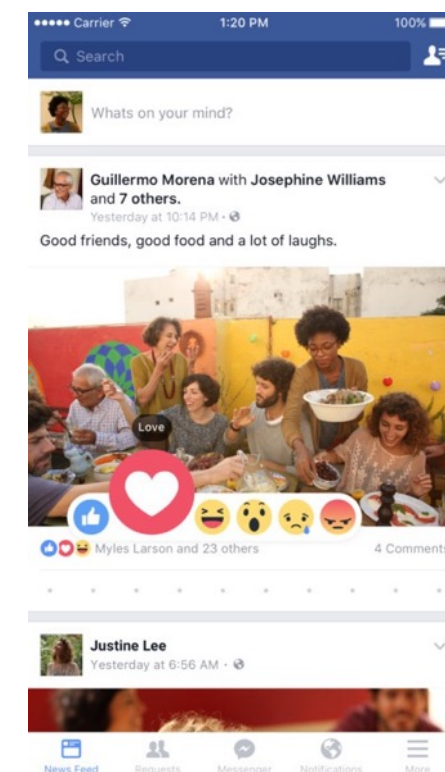 Carrier 1:20 PM 100%
Search
Whats on your mind?
Guillermo Morena with Josephine Williams
and 7 others.
Yesterday at 10:14 PM •
Good friends, good food and a lot of laughs.
Love
Myles Larson and 23 others 4 Comments
Justine Lee
Yesterday at 6:56 AM •
News Feed Requests Messenger Notifications More